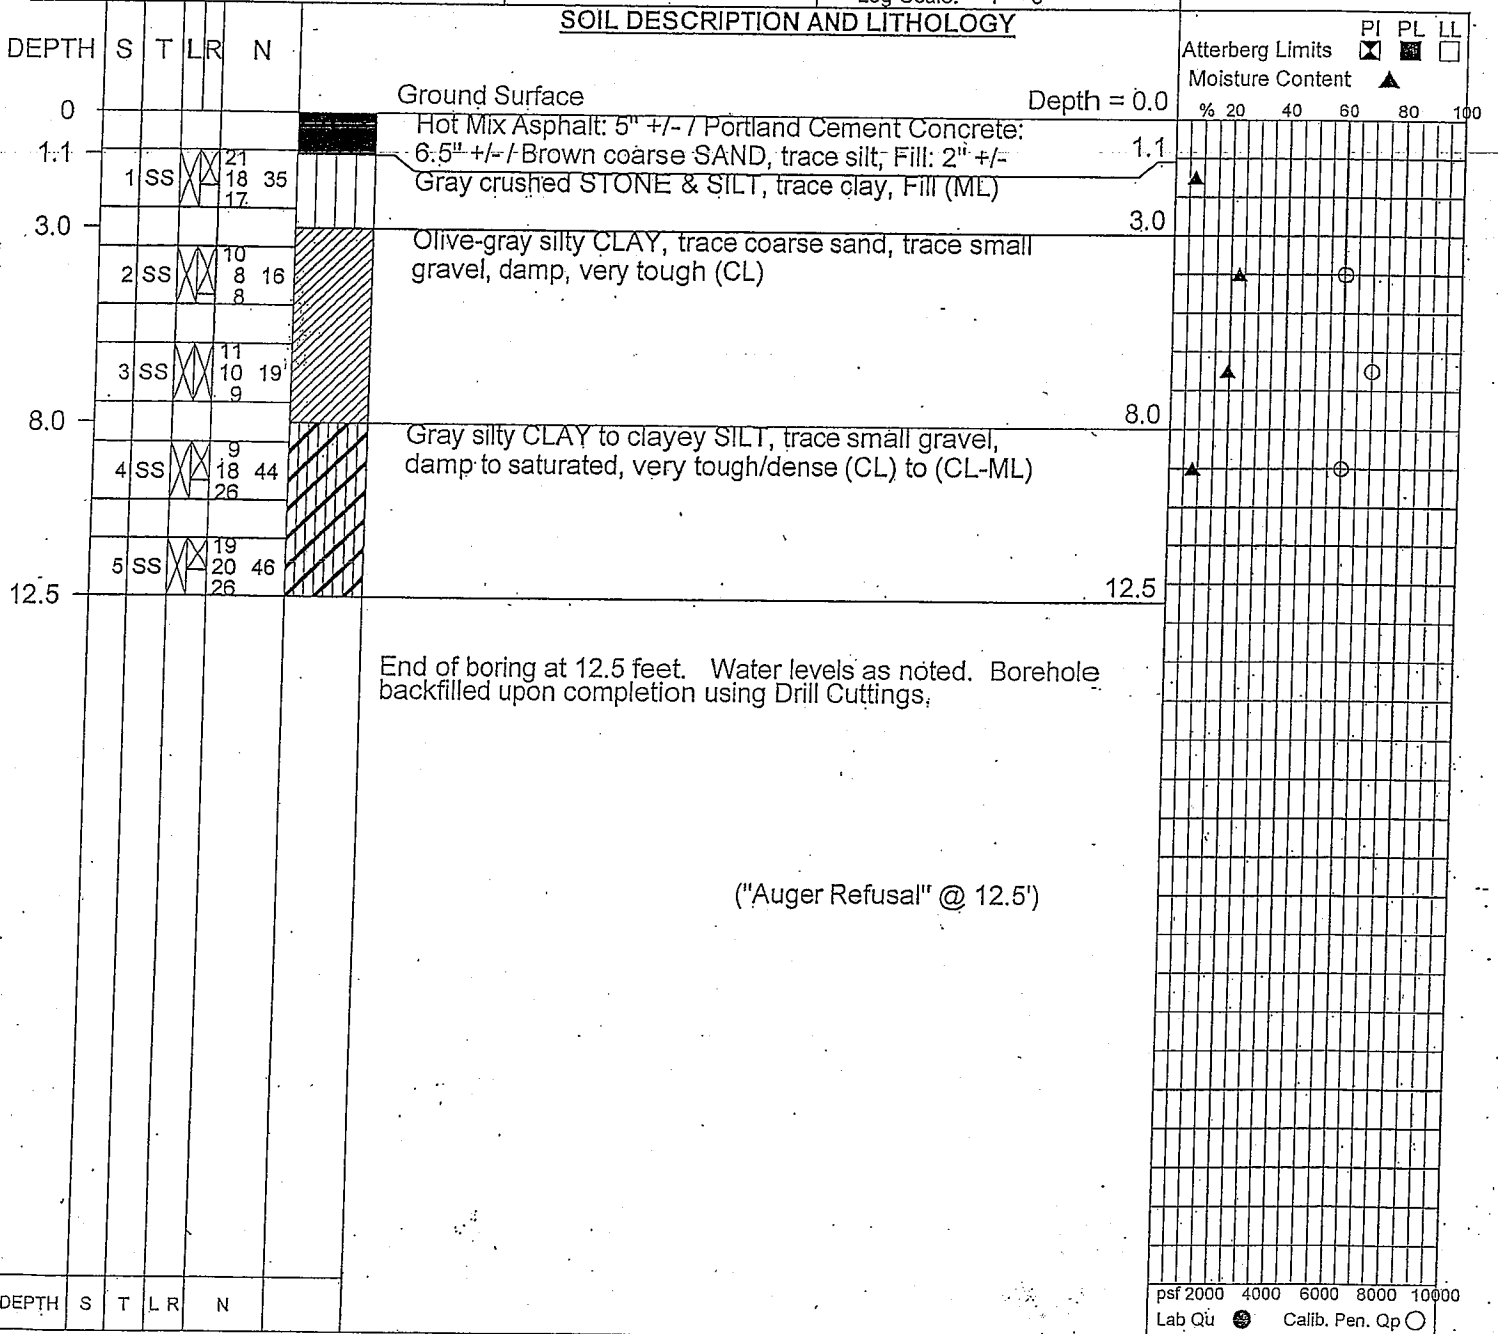 SOIL DESCRIPTION AND LITHOLOGY
DEPTH S T L R N
PI PL LL
Atterberg Limits
Moisture Content
% 20 40 60 80 100
Ground Surface Depth = 0.0
0
Hot Mix Asphalt: 5" +/- / Portland Cement Concrete:
6.5" +/- / Brown coarse SAND, trace silt, Fill: 2" +/-
1.1 1.1
Gray crushed STONE & SILT, trace clay, Fill (ML)
21
1 SS 18 35
17
3.0 3.0
Olive-gray silty CLAY, trace coarse sand, trace small
gravel, damp, very tough (CL)
10
2 SS 8 16
8
11
3 SS 10 19
9
8.0 8.0
Gray silty CLAY to clayey SILT, trace small gravel,
damp to saturated, very tough/dense (CL) to (CL-ML)
9
4 SS 18 44
26
19
5 SS 20 46
26
12.5 12.5
End of boring at 12.5 feet. Water levels as noted. Borehole
backfilled upon completion using Drill Cuttings.
("Auger Refusal" @ 12.5')
DEPTH S T L R N
psf 2000 4000 6000 8000 10000
Lab Qu Calib. Pen. Qp